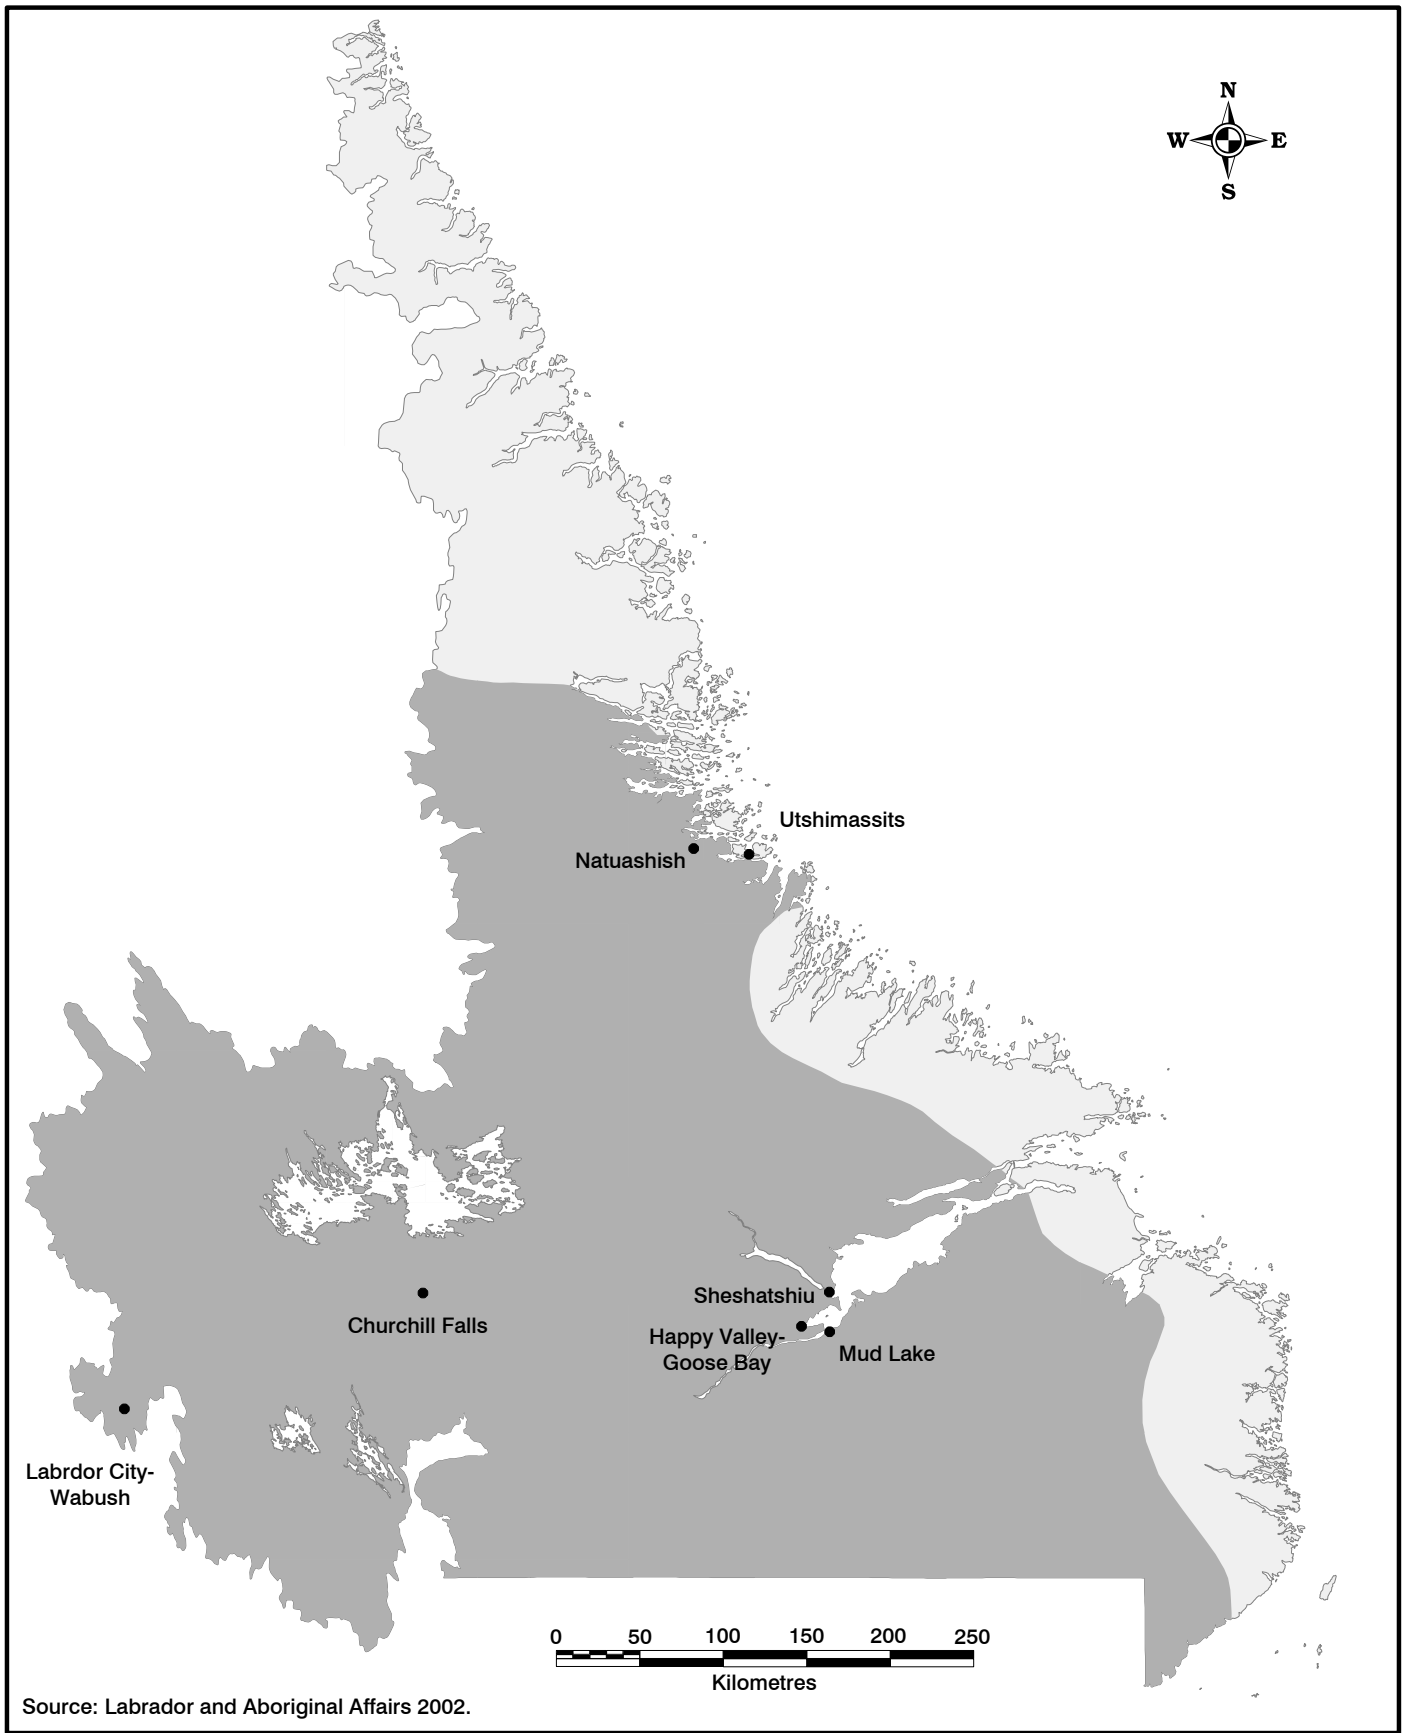 N
W E
S
Utshimassits
Natuashish
Sheshatshiu
Churchill Falls
Happy Valley-
Goose Bay
Mud Lake
Labrdor City-
Wabush
0 50 100 150 200 250
Kilometres
Source: Labrador and Aboriginal Affairs 2002.